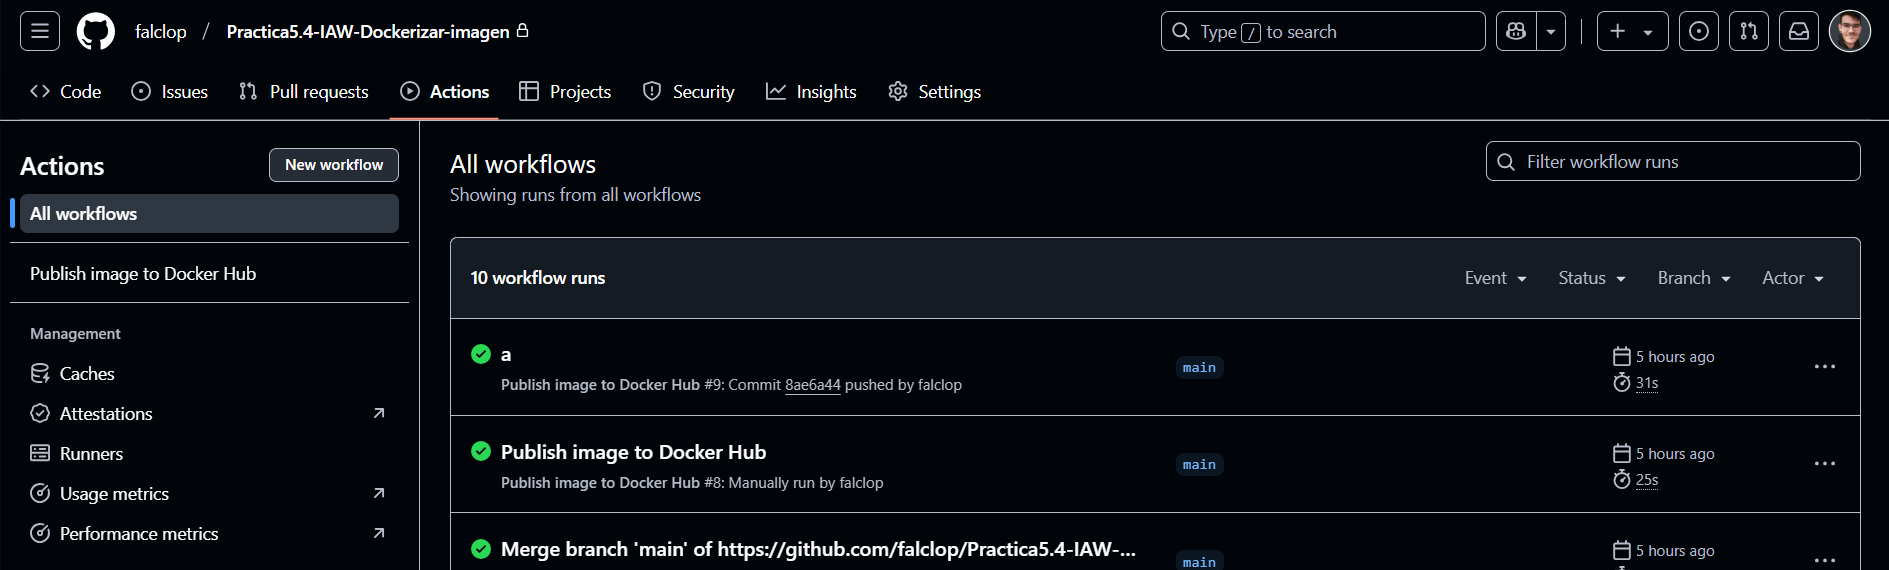 falclop / Practica5.4-IAW-Dockerizar-imagen
Type / to search
Code Issues Pull requests Actions Projects Security Insights Settings
Actions
New workflow
All workflows
Publish image to Docker Hub
Management
Caches
Attestations
Runners
Usage metrics
Performance metrics
All workflows
Showing runs from all workflows
Filter workflow runs
10 workflow runs
Event Status Branch Actor
a
Publish image to Docker Hub #9: Commit 8ae6a44 pushed by falclop
main
5 hours ago
31s
Publish image to Docker Hub
Publish image to Docker Hub #8: Manually run by falclop
main
5 hours ago
25s
Merge branch 'main' of https://github.com/falclop/Practica5.4-IAW-...
main
5 hours ago